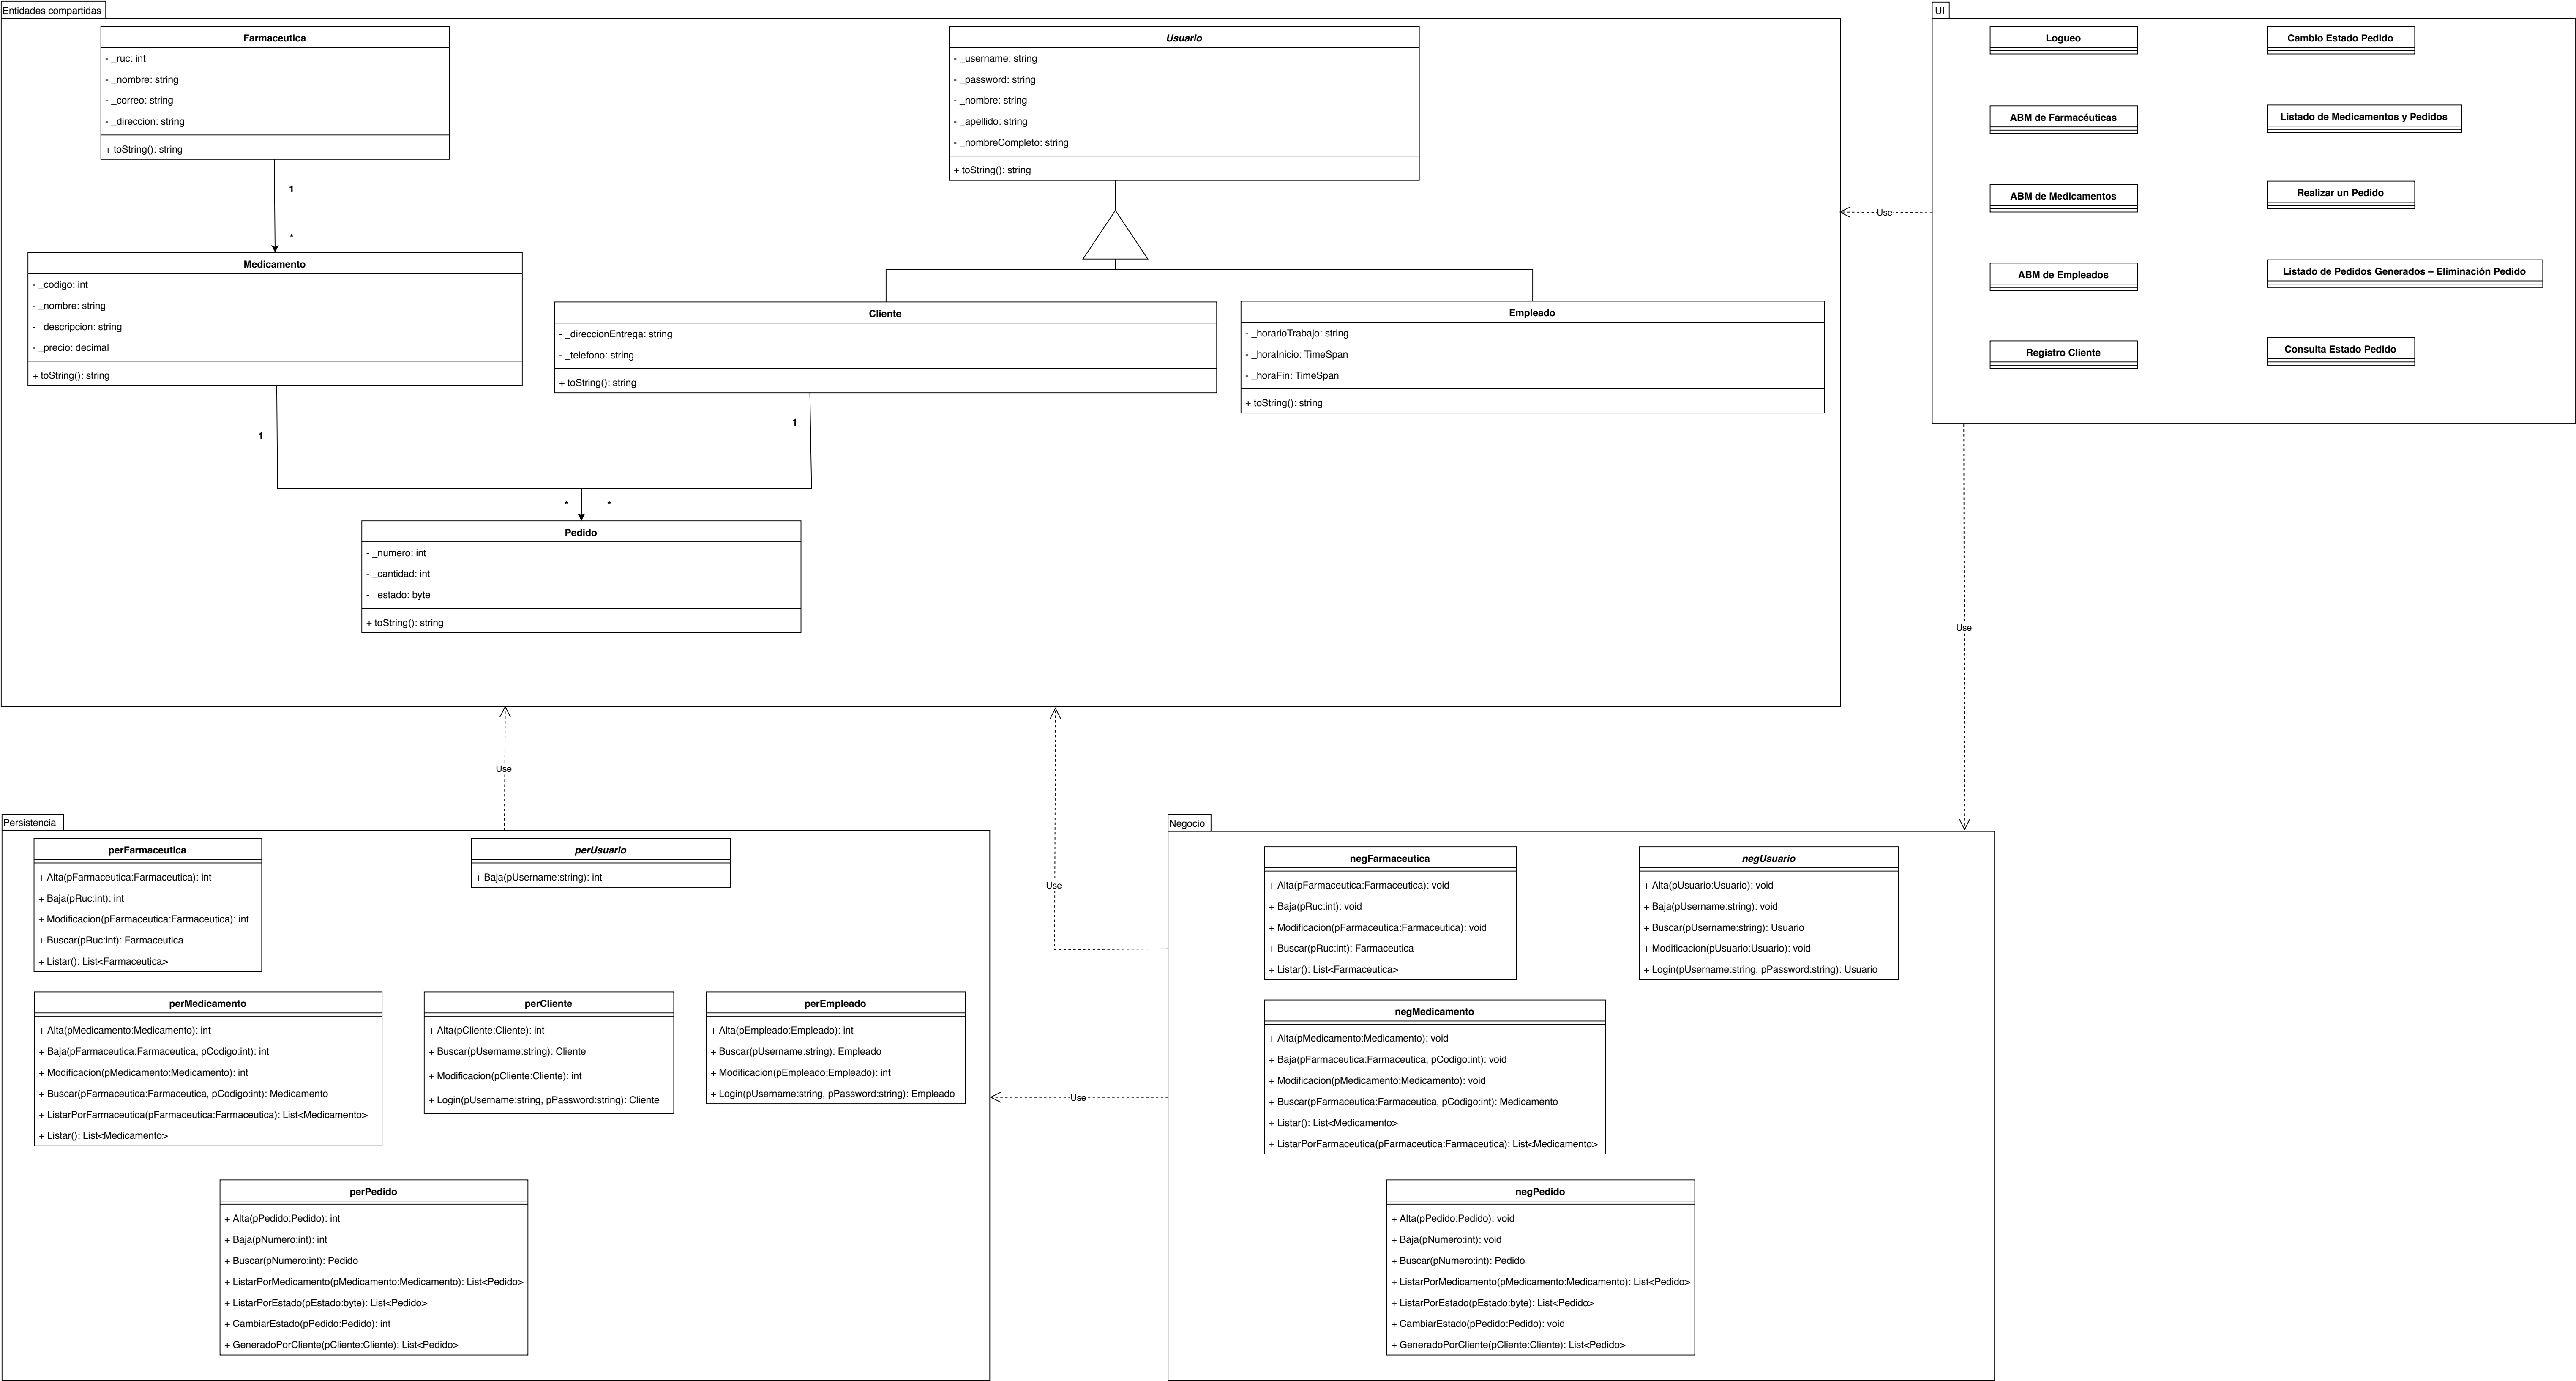 Entidades compartidas
Farmaceutica
- _ruc: int
- _nombre: string
- _correo: string
- _direccion: string
+ toString(): string
1
*
Medicamento
- _codigo: int
- _nombre: string
- _descripcion: string
- _precio: decimal
+ toString(): string
1
Usuario
- _username: string
- _password: string
- _nombre: string
- _apellido: string
- _nombreCompleto: string
+ toString(): string
Cliente
- _direccionEntrega: string
- _telefono: string
+ toString(): string
1
Empleado
- _horarioTrabajo: string
- _horaInicio: TimeSpan
- _horaFin: TimeSpan
+ toString(): string
*
*
Pedido
- _numero: int
- _cantidad: int
- _estado: byte
+ toString(): string
Use
UI
Logueo
Cambio Estado Pedido
ABM de Farmacéuticas
Listado de Medicamentos y Pedidos
ABM de Medicamentos
Realizar un Pedido
ABM de Empleados
Listado de Pedidos Generados – Eliminación Pedido
Registro Cliente
Consulta Estado Pedido
Use
Use
Use
Persistencia
perFarmaceutica
+ Alta(pFarmaceutica:Farmaceutica): int
+ Baja(pRuc:int): int
+ Modificacion(pFarmaceutica:Farmaceutica): int
+ Buscar(pRuc:int): Farmaceutica
+ Listar(): List<Farmaceutica>
perUsuario
+ Baja(pUsername:string): int
perMedicamento
+ Alta(pMedicamento:Medicamento): int
+ Baja(pFarmaceutica:Farmaceutica, pCodigo:int): int
+ Modificacion(pMedicamento:Medicamento): int
+ Buscar(pFarmaceutica:Farmaceutica, pCodigo:int): Medicamento
+ ListarPorFarmaceutica(pFarmaceutica:Farmaceutica): List<Medicamento>
+ Listar(): List<Medicamento>
perCliente
+ Alta(pCliente:Cliente): int
+ Buscar(pUsername:string): Cliente
+ Modificacion(pCliente:Cliente): int
+ Login(pUsername:string, pPassword:string): Cliente
perEmpleado
+ Alta(pEmpleado:Empleado): int
+ Buscar(pUsername:string): Empleado
+ Modificacion(pEmpleado:Empleado): int
+ Login(pUsername:string, pPassword:string): Empleado
perPedido
+ Alta(pPedido:Pedido): int
+ Baja(pNumero:int): int
+ Buscar(pNumero:int): Pedido
+ ListarPorMedicamento(pMedicamento:Medicamento): List<Pedido>
+ ListarPorEstado(pEstado:byte): List<Pedido>
+ CambiarEstado(pPedido:Pedido): int
+ GeneradoPorCliente(pCliente:Cliente): List<Pedido>
Use
Negocio
negFarmaceutica
+ Alta(pFarmaceutica:Farmaceutica): void
+ Baja(pRuc:int): void
+ Modificacion(pFarmaceutica:Farmaceutica): void
+ Buscar(pRuc:int): Farmaceutica
+ Listar(): List<Farmaceutica>
negUsuario
+ Alta(pUsuario:Usuario): void
+ Baja(pUsername:string): void
+ Buscar(pUsername:string): Usuario
+ Modificacion(pUsuario:Usuario): void
+ Login(pUsername:string, pPassword:string): Usuario
negMedicamento
+ Alta(pMedicamento:Medicamento): void
+ Baja(pFarmaceutica:Farmaceutica, pCodigo:int): void
+ Modificacion(pMedicamento:Medicamento): void
+ Buscar(pFarmaceutica:Farmaceutica, pCodigo:int): Medicamento
+ Listar(): List<Medicamento>
+ ListarPorFarmaceutica(pFarmaceutica:Farmaceutica): List<Medicamento>
negPedido
+ Alta(pPedido:Pedido): void
+ Baja(pNumero:int): void
+ Buscar(pNumero:int): Pedido
+ ListarPorMedicamento(pMedicamento:Medicamento): List<Pedido>
+ ListarPorEstado(pEstado:byte): List<Pedido>
+ CambiarEstado(pPedido:Pedido): void
+ GeneradoPorCliente(pCliente:Cliente): List<Pedido>